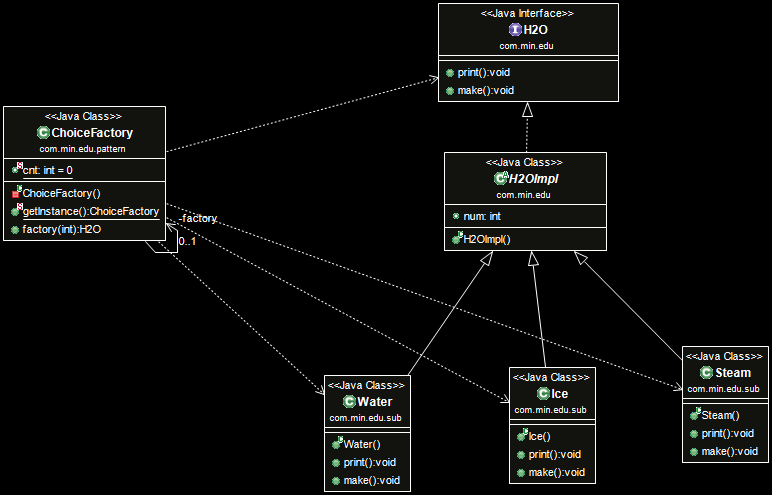 <<Java Interface>>
H2O
com.min.edu
print():void
make():void
<<Java Class>>
ChoiceFactory
com.min.edu.pattern
cnt: int = 0
ChoiceFactory()
getInstance():ChoiceFactory
factory(int):H2O
-factory
0..1
<<Java Class>>
H2OImpl
com.min.edu
num: int
H2OImpl()
<<Java Class>>
Water
com.min.edu.sub
Water()
print():void
make():void
<<Java Class>>
Ice
com.min.edu.sub
Ice()
print():void
make():void
<<Java Class>>
Steam
com.min.edu.sub
Steam()
print():void
make():void